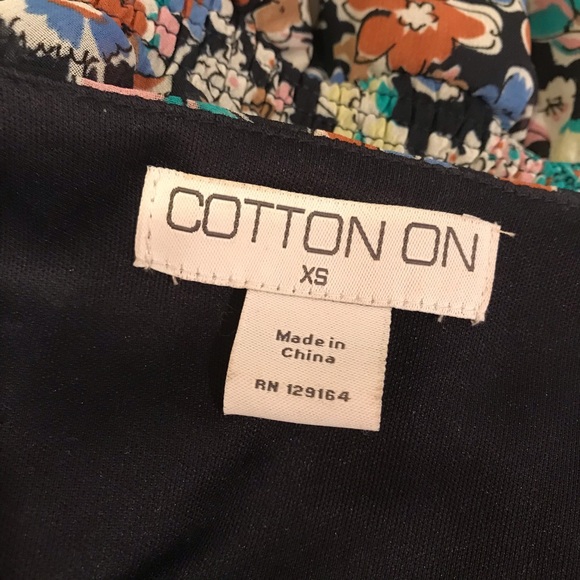 COTTON ON
XS
Made in
China
RN 129164